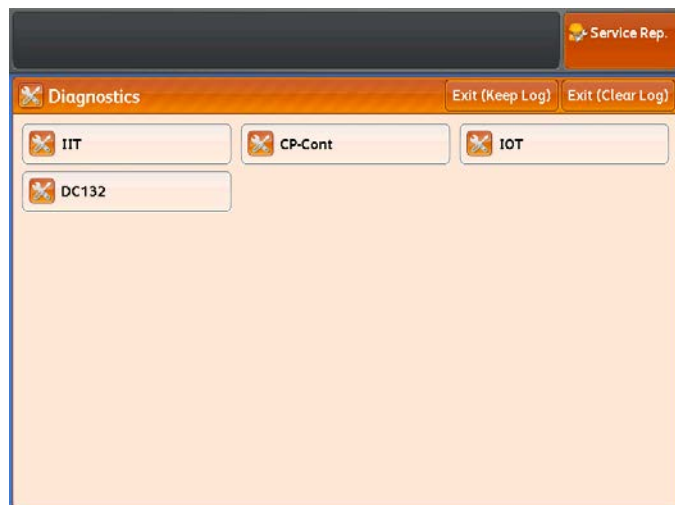 Service Rep.
Diagnostics Exit (Keep Log) Exit (Clear Log)
IIT CP-Cont IOT
DC132